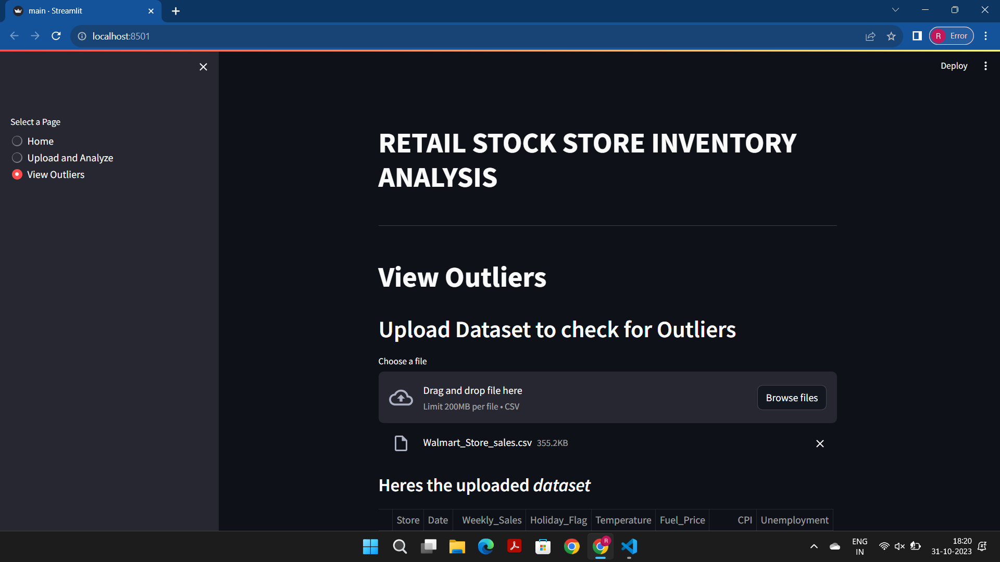 main · Streamlit
localhost:8501
R Error
Deploy
Select a Page
Home
Upload and Analyze
View Outliers
RETAIL STOCK STORE INVENTORY
ANALYSIS
View Outliers
Upload Dataset to check for Outliers
Choose a file
Drag and drop file here
Limit 200MB per file • CSV
Browse files
Walmart_Store_sales.csv 355.2KB
Heres the uploaded dataset
Store Date Weekly_Sales Holiday_Flag Temperature Fuel_Price CPI Unemployment
R
ENG
IN
18:20
31-10-2023